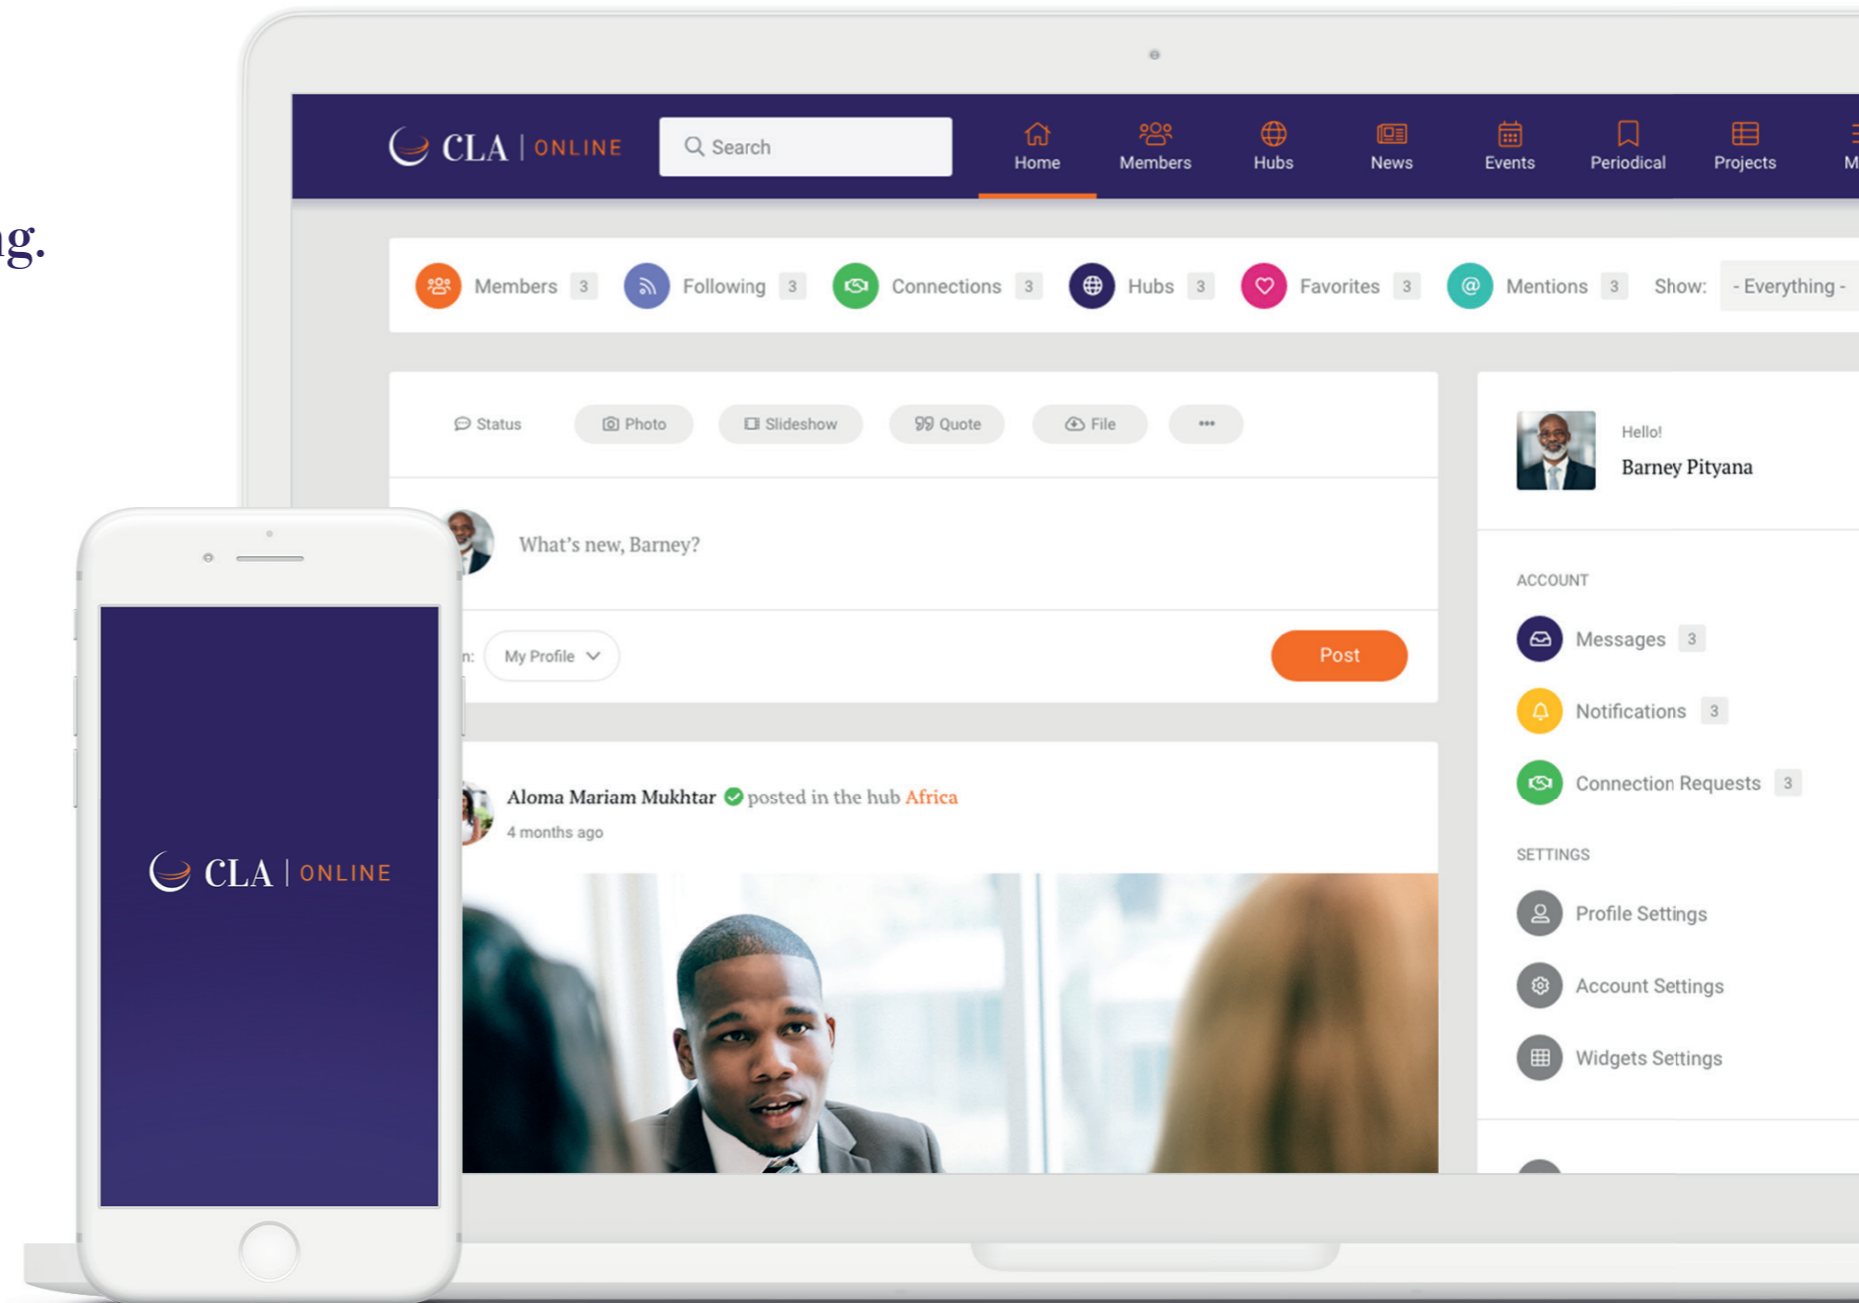 CLA | ONLINE
Search
Home
Members
Hubs
News
Events
Periodical
Projects
Members 3
Following 3
Connections 3
Hubs 3
Favorites 3
@ Mentions 3
Show: - Everything -
Status
Photo
Slideshow
Quote
File
•••
What's new, Barney?
My Profile
Post
Aloma Mariam Mukhtar posted in the hub Africa
4 months ago
Hello!
Barney Pityana
ACCOUNT
Messages 3
Notifications 3
Connection Requests 3
SETTINGS
Profile Settings
Account Settings
Widgets Settings
CLA | ONLINE